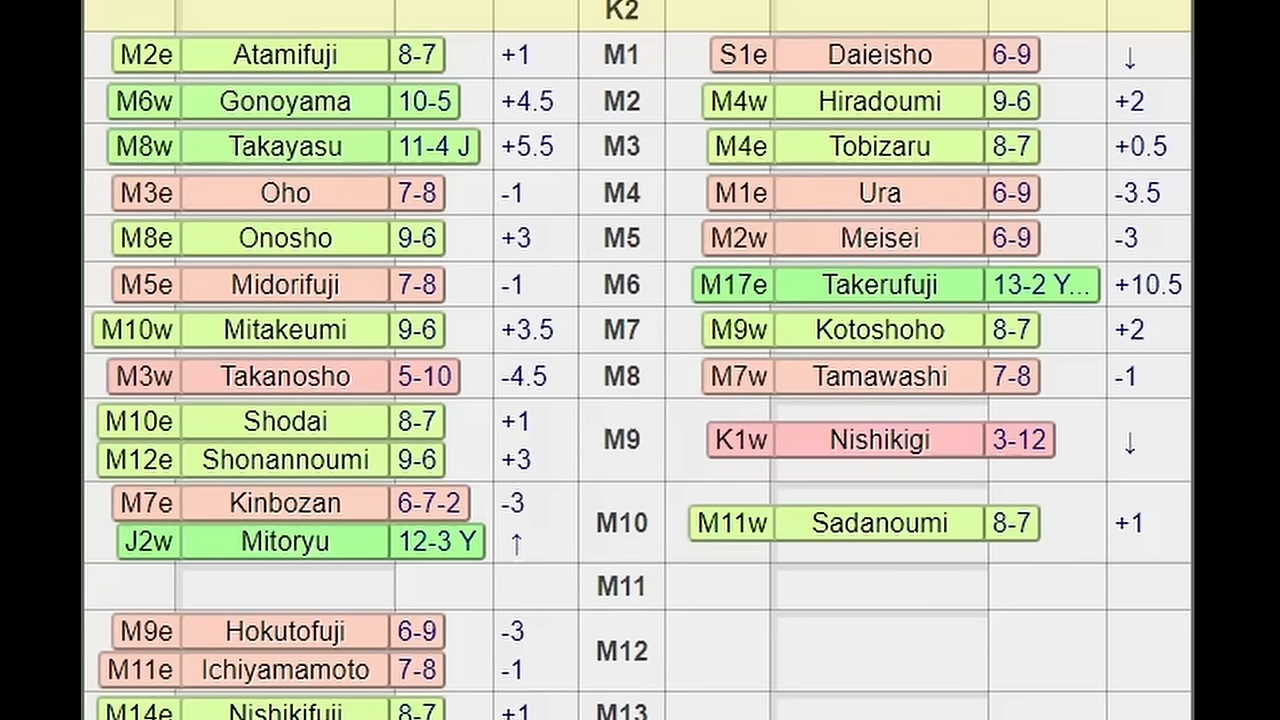 K2
M2e Atamifuji 8-7 +1 M1 S1e Daieisho 6-9 ↓
M6w Gonoyama 10-5 +4.5 M2 M4w Hiradoumi 9-6 +2
M8w Takayasu 11-4 J +5.5 M3 M4e Tobizaru 8-7 +0.5
M3e Oho 7-8 -1 M4 M1e Ura 6-9 -3.5
M8e Onosho 9-6 +3 M5 M2w Meisei 6-9 -3
M5e Midorifuji 7-8 -1 M6 M17e Takerufuji 13-2 Y... +10.5
M10w Mitakeumi 9-6 +3.5 M7 M9w Kotoshoho 8-7 +2
M3w Takanosho 5-10 -4.5 M8 M7w Tamawashi 7-8 -1
M10e Shodai 8-7 +1
M9 K1w Nishikigi 3-12 ↓
M12e Shonannoumi 9-6 +3
M7e Kinbozan 6-7-2 -3
M10 M11w Sadanoumi 8-7 +1
J2w Mitoryu 12-3 Y ↑
M11
M9e Hokutofuji 6-9 -3
M12
M11e Ichiyamamoto 7-8 -1
M14e Nishikifuji 8-7 +1 M13